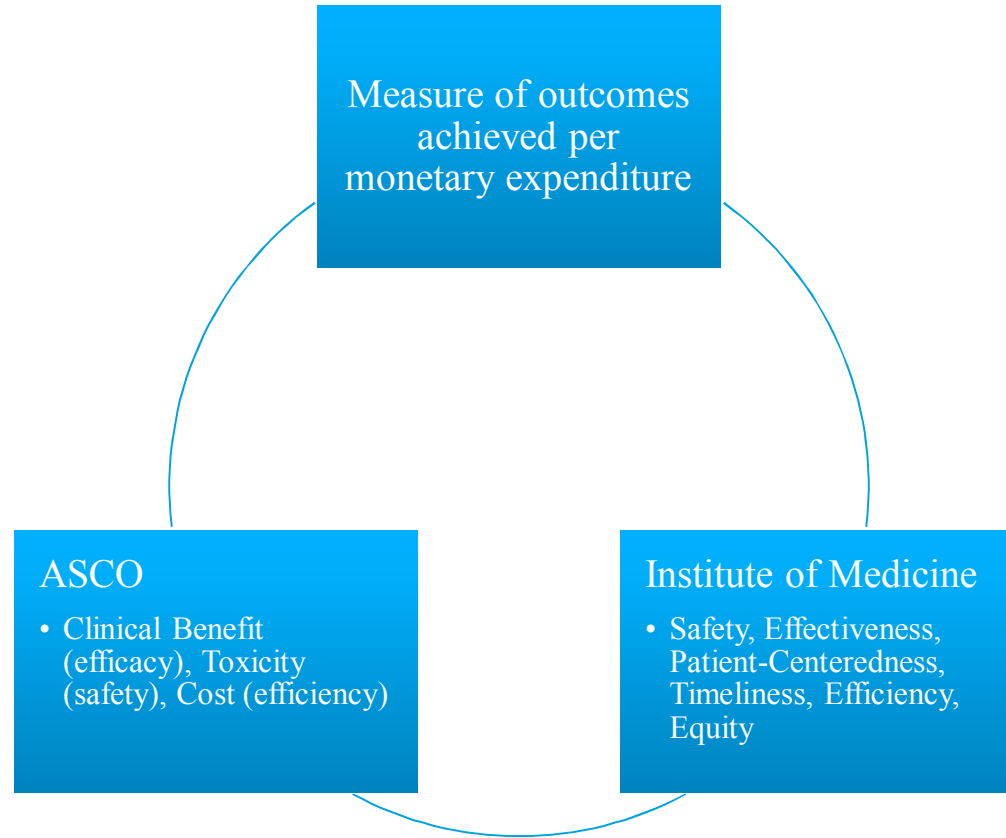 Measure of outcomes
achieved per
monetary expenditure
ASCO
• Clinical Benefit
(efficacy), Toxicity
(safety), Cost (efficiency)
Institute of Medicine
• Safety, Effectiveness,
Patient-Centeredness,
Timeliness, Efficiency,
Equity